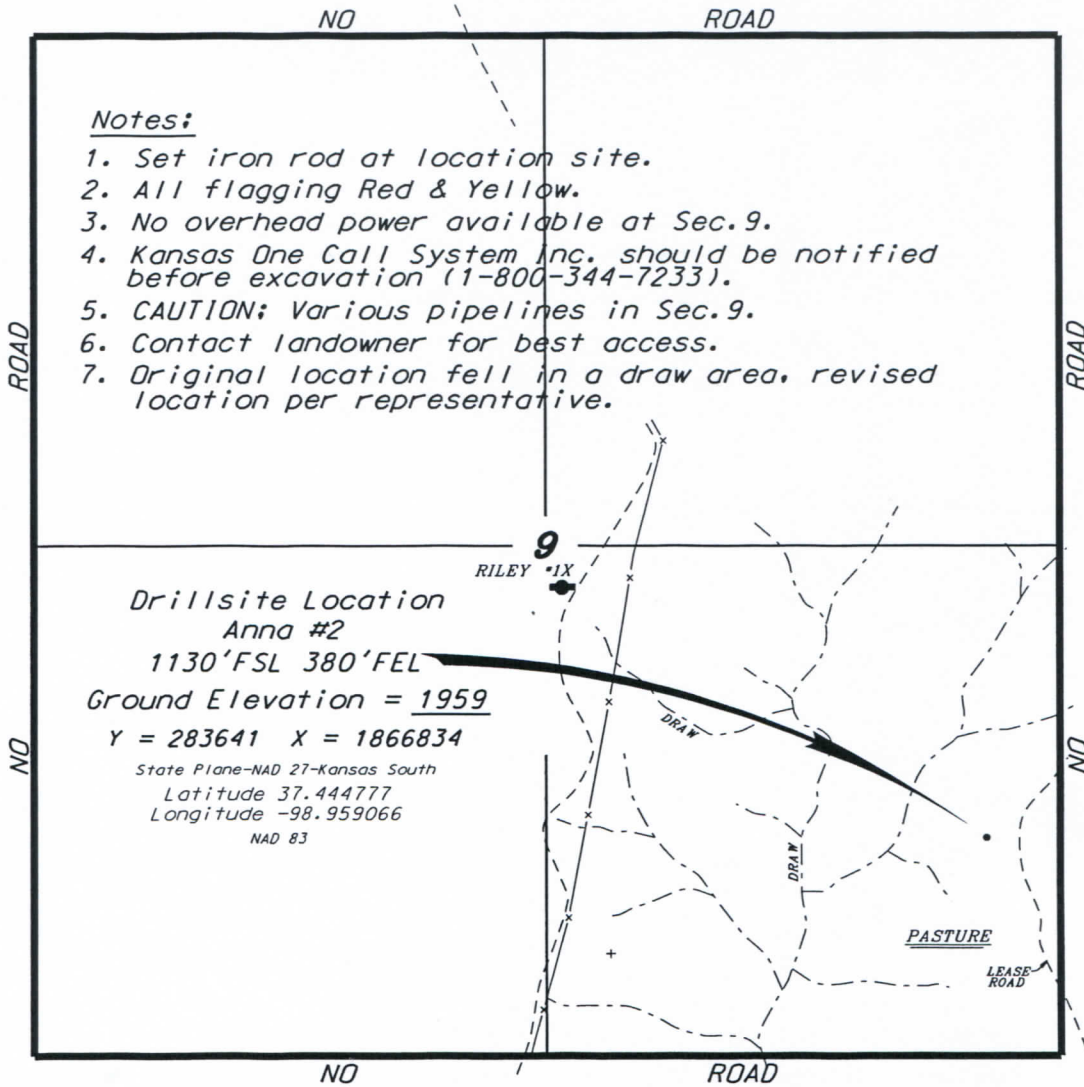 NO ROAD
Notes:
1. Set iron rod at location site.
2. All flagging Red & Yellow.
3. No overhead power available at Sec.9.
4. Kansas One Call System Inc. should be notified
before excavation (1-800-344-7233).
5. CAUTION: Various pipelines in Sec.9.
6. Contact landowner for best access.
7. Original location fell in a draw area, revised
location per representative.
ROAD
ROAD
9
RILEY #1X
Drillsite Location
Anna #2
1130'FSL 380'FEL
Ground Elevation = 1959
Y = 283641 X = 1866834
State Plane-NAD 27-Kansas South
Latitude 37.444777
Longitude -98.959066
NAD 83
NO
NO
DRAW
DRAW
PASTURE
LEASE
ROAD
NO ROAD